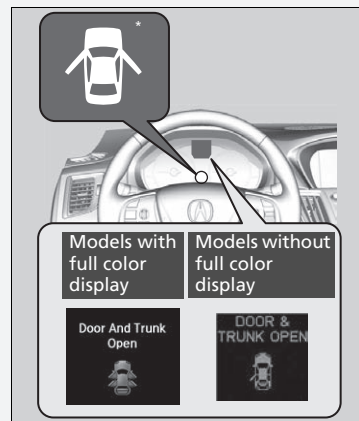 *
Models with
full color
display
Models without
full color
display
Door And Trunk
Open
DOOR &
TRUNK OPEN